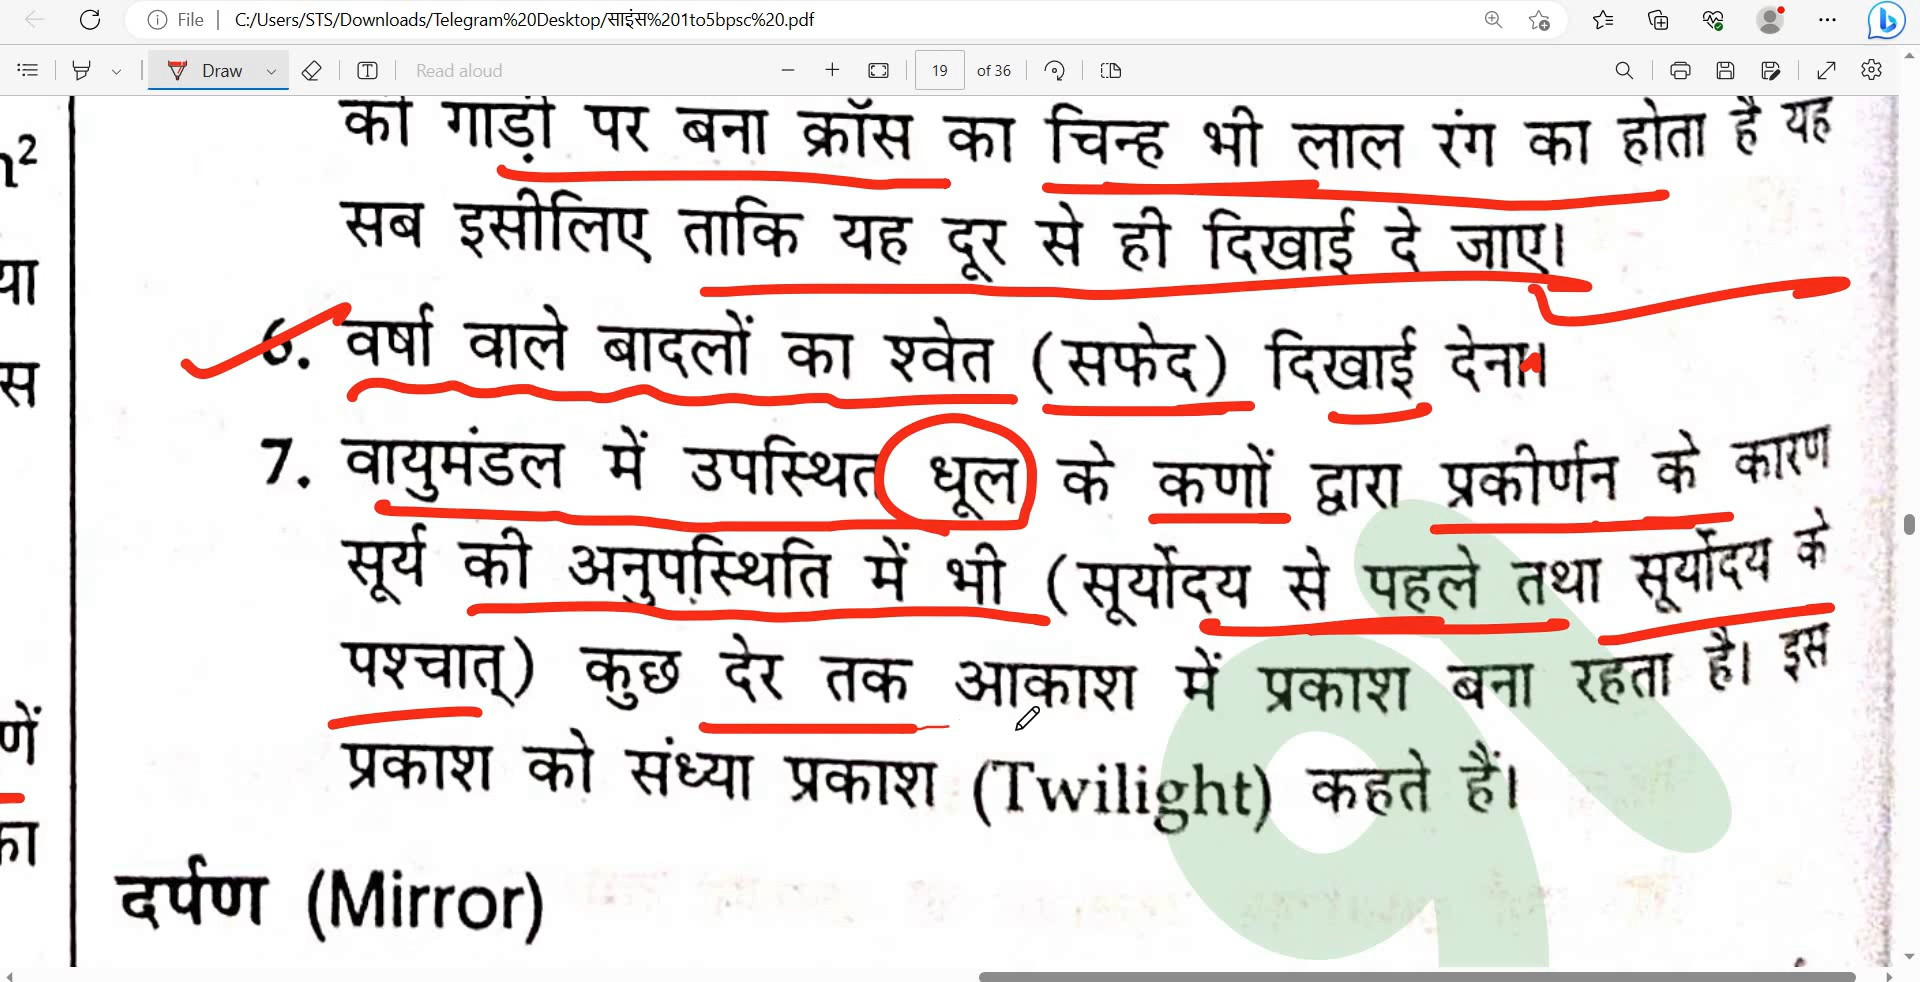 File C:/Users/STS/Downloads/Telegram%20Desktop/साइंस%201to5bpsc%20.pdf
Draw Read aloud 19 of 36
की गाड़ी पर बना क्रॉस का चिन्ह भी लाल रंग का होता है यह
सब इसीलिए ताकि यह दूर से ही दिखाई दे जाए।
6. वर्षा वाले बादलों का श्वेत (सफेद) दिखाई देना।
7. वायुमंडल में उपस्थित धूल के कणों द्वारा प्रकीर्णन के कारण
सूर्य की अनुपस्थिति में भी (सूर्योदय से पहले तथा सूर्योदय के
पश्चात्) कुछ देर तक आकाश में प्रकाश बना रहता है। इस
प्रकाश को संध्या प्रकाश (Twilight) कहते हैं।
दर्पण (Mirror)